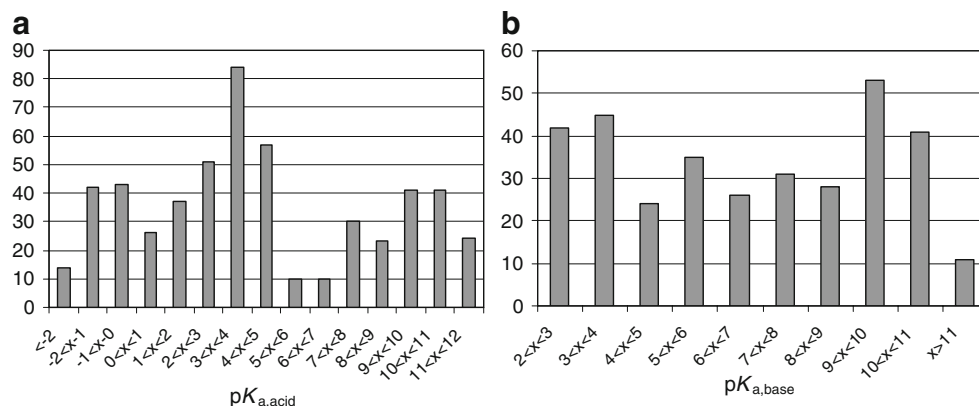 a
90
80
70
60
50
40
30
20
10
0
<-2
-2<x-1
-1<x-0
0<x<1
1<x<2
2<x<3
3<x<4
4<x<5
5<x<6
6<x<7
7<x<8
8<x<9
9<x<10
10<x<11
11<x<12
pKa,acid
b
60
50
40
30
20
10
0
2<x<3
3<x<4
4<x<5
5<x<6
6<x<11
7<x<8
8<x<9
9<x<10
10<x<11
x>11
pKa,base